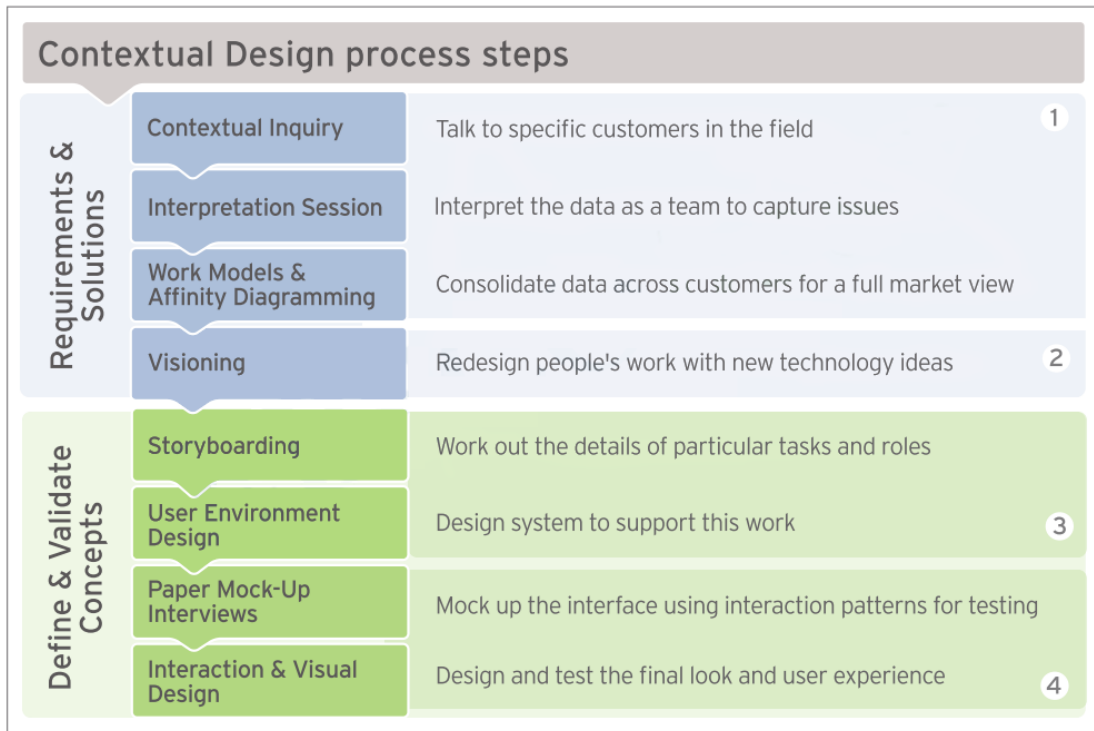 Contextual Design process steps
Requirements &
Solutions
Contextual Inquiry
Talk to specific customers in the field
1
Interpretation Session
Interpret the data as a team to capture issues
Work Models &
Affinity Diagramming
Consolidate data across customers for a full market view
Visioning
Redesign people's work with new technology ideas
2
Define & Validate
Concepts
Storyboarding
Work out the details of particular tasks and roles
User Environment
Design
Design system to support this work
3
Paper Mock-Up
Interviews
Mock up the interface using interaction patterns for testing
Interaction & Visual
Design
Design and test the final look and user experience
4